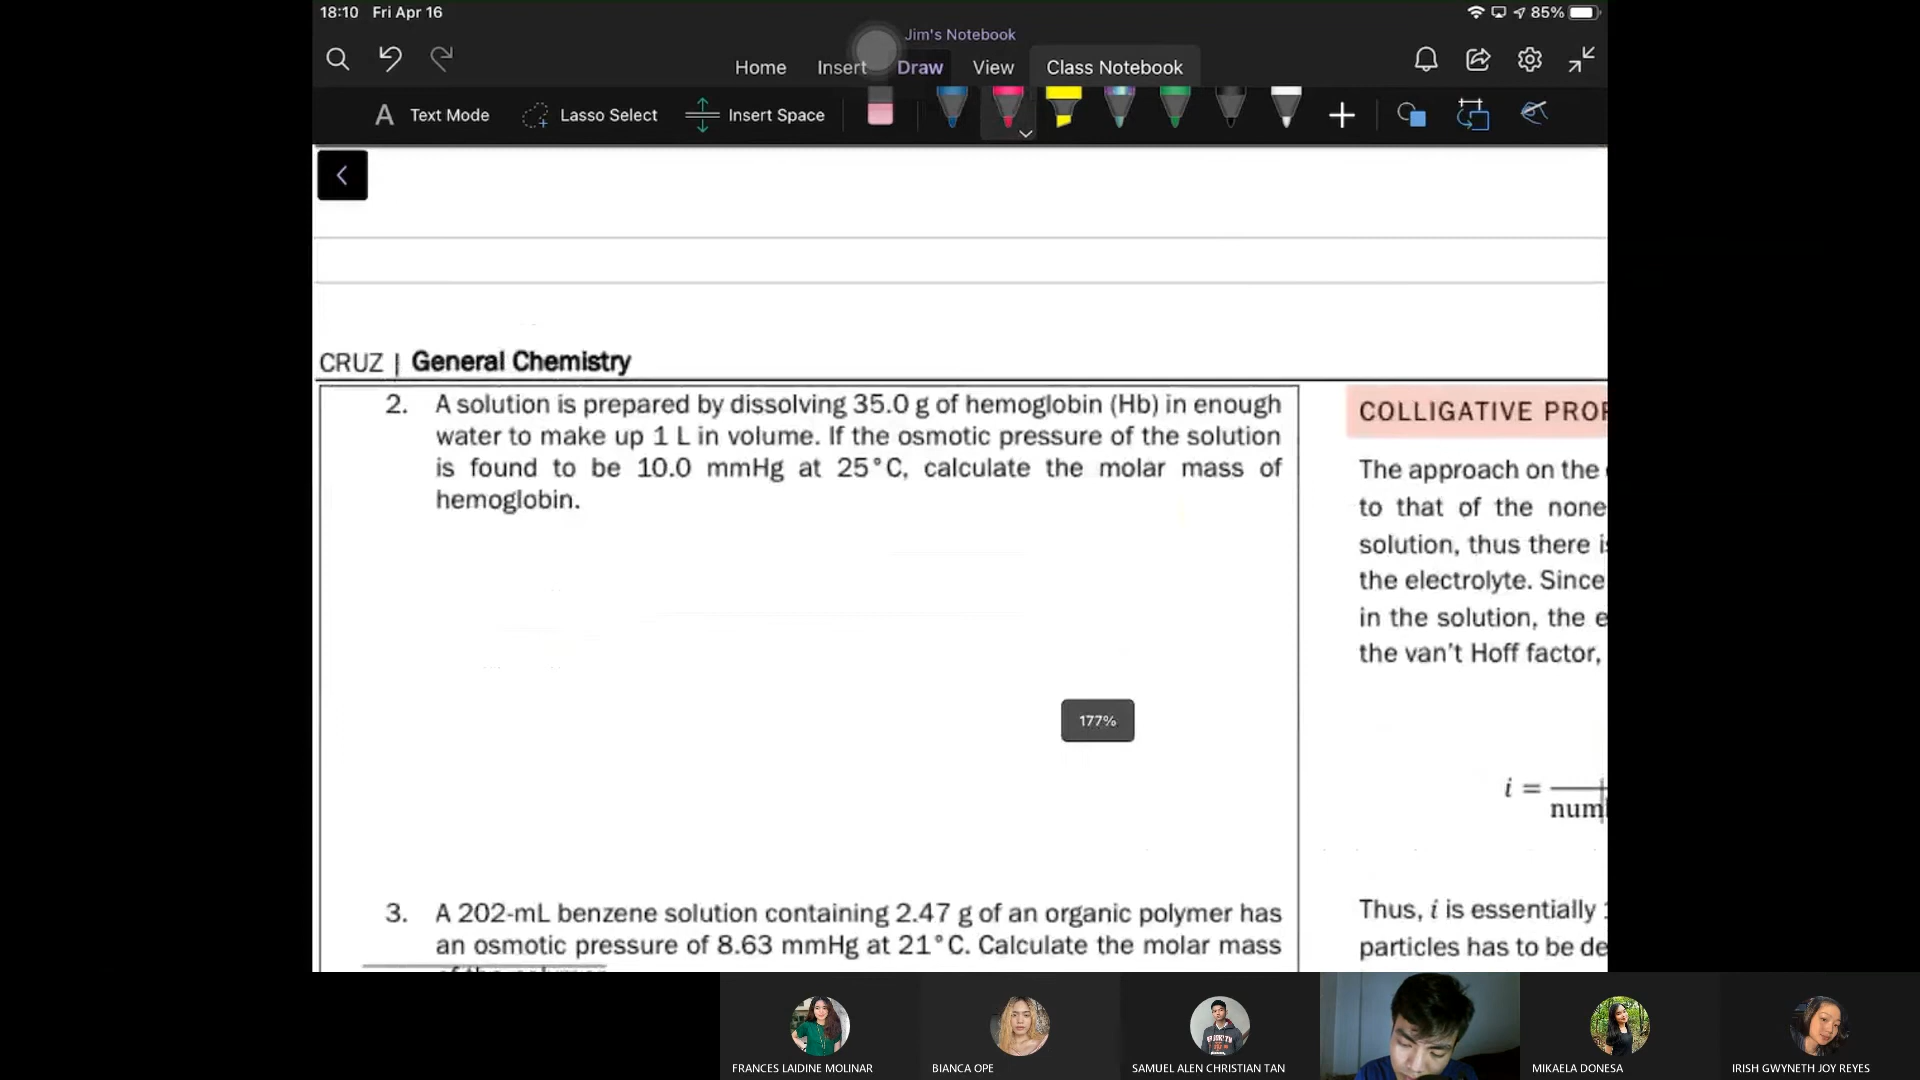 18:10 Fri Apr 16
85%
Jim's Notebook
Home Insert Draw View Class Notebook
A Text Mode Lasso Select Insert Space
CRUZ | General Chemistry
2. A solution is prepared by dissolving 35.0 g of hemoglobin (Hb) in enough
water to make up 1 L in volume. If the osmotic pressure of the solution
is found to be 10.0 mmHg at 25°C, calculate the molar mass of
hemoglobin.
177%
3. A 202-mL benzene solution containing 2.47 g of an organic polymer has
an osmotic pressure of 8.63 mmHg at 21°C. Calculate the molar mass
COLLIGATIVE PROP
The approach on the
to that of the none
solution, thus there is
the electrolyte. Since
in the solution, the e
the van't Hoff factor,
i =
num
Thus, i is essentially
particles has to be de
FRANCES LAIDINE MOLINAR
BIANCA OPE
SAMUEL ALEN CHRISTIAN TAN
MIKAELA DONESA
IRISH GWYNETH JOY REYES